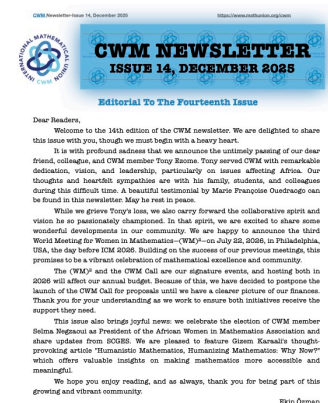 CWM Newsletter-Issue 14, December 2025 https://www.mathunion.org/cwm
INTERNATIONAL MATHEMATICAL UNION
CWM
CWM NEWSLETTER
ISSUE 14, DECEMBER 2025
Editorial To The Fourteenth Issue
Dear Readers,
Welcome to the 14th edition of the CWM newsletter. We are delighted to share
this issue with you, though we must begin with a heavy heart.
It is with profound sadness that we announce the untimely passing of our dear
friend, colleague, and CWM member Tony Ezome. Tony served CWM with remarkable
dedication, vision, and leadership, particularly on issues affecting Africa. Our
thoughts and heartfelt sympathies are with his family, students, and colleagues
during this difficult time. A beautiful testimonial by Marie Françoise Ouedraogo can
be found in this newsletter. May he rest in peace.
While we grieve Tony's loss, we also carry forward the collaborative spirit and
vision he so passionately championed. In that spirit, we are excited to share some
wonderful developments in our community. We are happy to announce the third
World Meeting for Women in Mathematics—(WM)²—on July 22, 2026, in Philadelphia,
USA, the day before ICM 2026. Building on the success of our previous meetings, this
promises to be a vibrant celebration of mathematical excellence and community.
The (WM)² and the CWM Call are our signature events, and hosting both in
2026 will affect our annual budget. Because of this, we have decided to postpone the
launch of the CWM Call for proposals until we have a clearer picture of our finances.
Thank you for your understanding as we work to ensure both initiatives receive the
support they need.
This issue also brings joyful news: we celebrate the election of CWM member
Selma Negzaoui as President of the African Women in Mathematics Association and
share updates from SCGES. We are pleased to feature Gizem Karaali's thought-
provoking article "Humanistic Mathematics, Humanizing Mathematics: Why Now?"
which offers valuable insights on making mathematics more accessible and
meaningful.
We hope you enjoy reading, and as always, thank you for being part of this
growing and vibrant community.
Ekin Özman